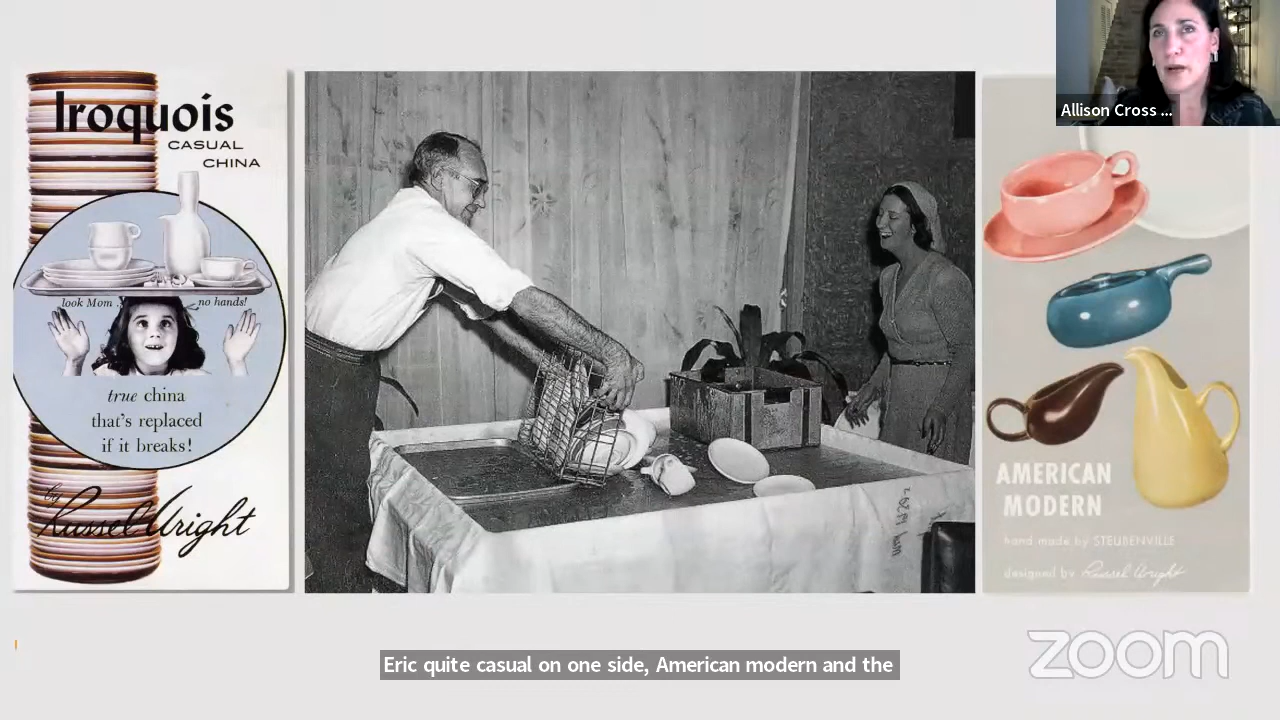 Iroquois
CASUAL
CHINA
look Mom
no hands!
true china
that's replaced
if it breaks!
by
Russel Wright
AMERICAN
MODERN
hand made by STEUBENVILLE
designed by Russel Wright
Allison Cross ...
Eric quite casual on one side, American modern and the
zoom